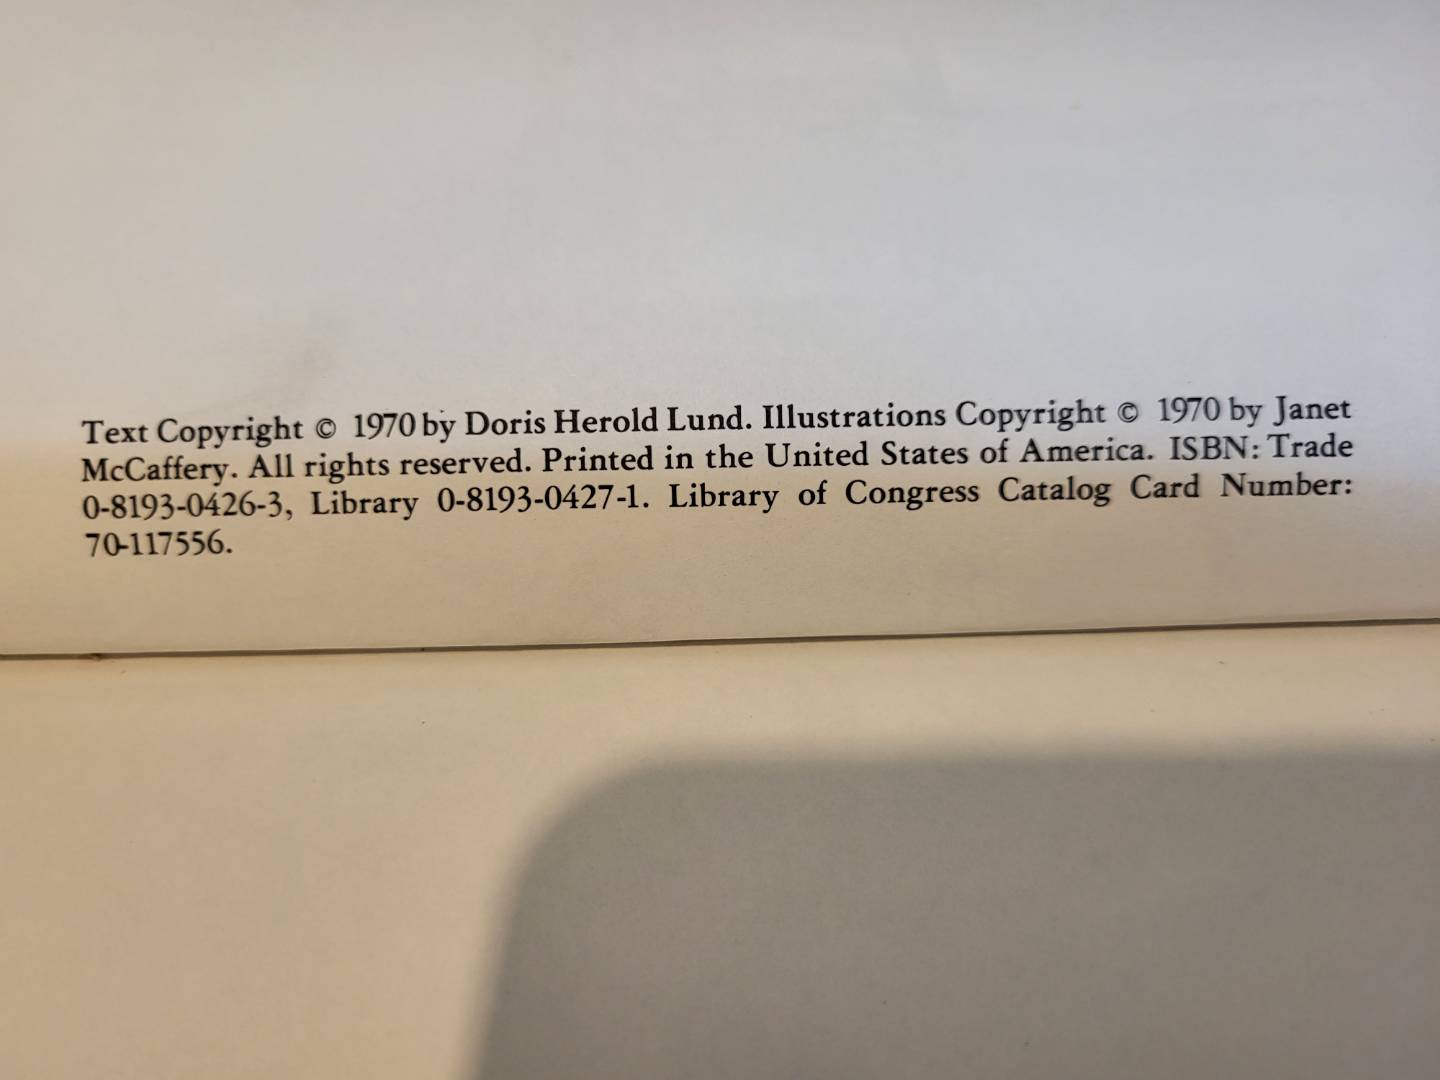 Text Copyright © 1970 by Doris Herold Lund. Illustrations Copyright © 1970 by Janet
McCaffery. All rights reserved. Printed in the United States of America. ISBN: Trade
0-8193-0426-3, Library 0-8193-0427-1. Library of Congress Catalog Card Number:
70-117556.